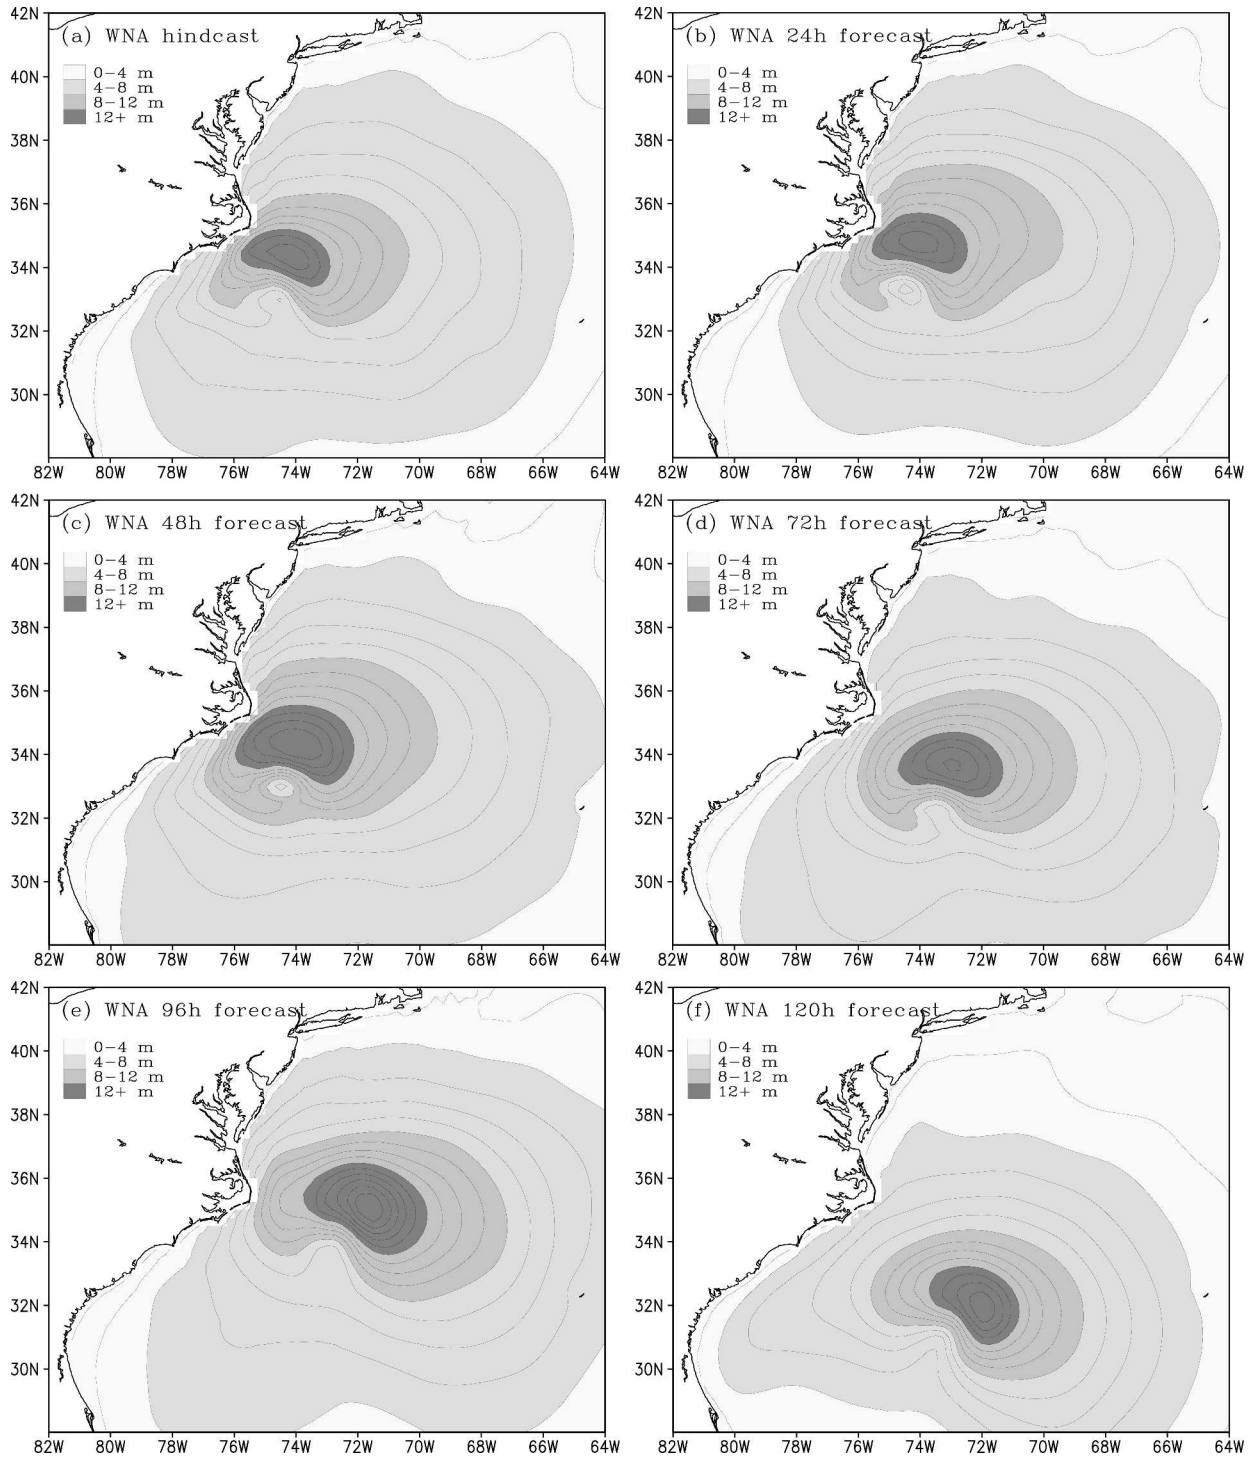 (a) WNA hindcast
0-4 m
4-8 m
8-12 m
12+ m
42N
40N
38N
36N
34N
32N
30N
82W 80W 78W 76W 74W 72W 70W 68W 66W 64W
(b) WNA 24h forecast
0-4 m
4-8 m
8-12 m
12+ m
42N
40N
38N
36N
34N
32N
30N
82W 80W 78W 76W 74W 72W 70W 68W 66W 64W
(c) WNA 48h forecast
0-4 m
4-8 m
8-12 m
12+ m
42N
40N
38N
36N
34N
32N
30N
82W 80W 78W 76W 74W 72W 70W 68W 66W 64W
(d) WNA 72h forecast
0-4 m
4-8 m
8-12 m
12+ m
42N
40N
38N
36N
34N
32N
30N
82W 80W 78W 76W 74W 72W 70W 68W 66W 64W
(e) WNA 96h forecast
0-4 m
4-8 m
8-12 m
12+ m
42N
40N
38N
36N
34N
32N
30N
82W 80W 78W 76W 74W 72W 70W 68W 66W 64W
(f) WNA 120h forecast
0-4 m
4-8 m
8-12 m
12+ m
42N
40N
38N
36N
34N
32N
30N
82W 80W 78W 76W 74W 72W 70W 68W 66W 64W